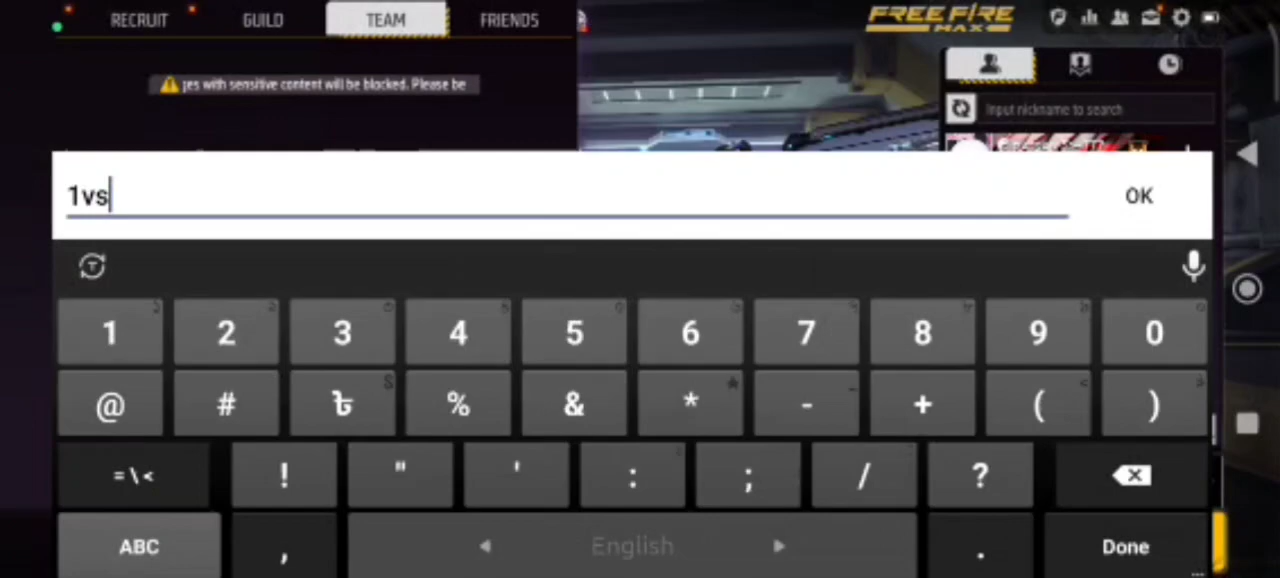 RECRUIT GUILD TEAM FRIENDS
FREE FIRE
MAX
ges with sensitive content will be blocked. Please be
Input nickname to search
1vs
OK
1 2 3 4 5 6 7 8 9 0
@ # ৳ % & * - + ( )
=\< ! " ' : ; / ?
ABC , English . Done